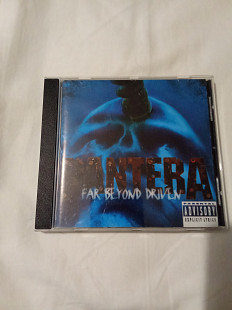 PANTERA
FAR BEYOND DRIVEN
PARENTAL
ADVISORY
EXPLICIT LYRICS